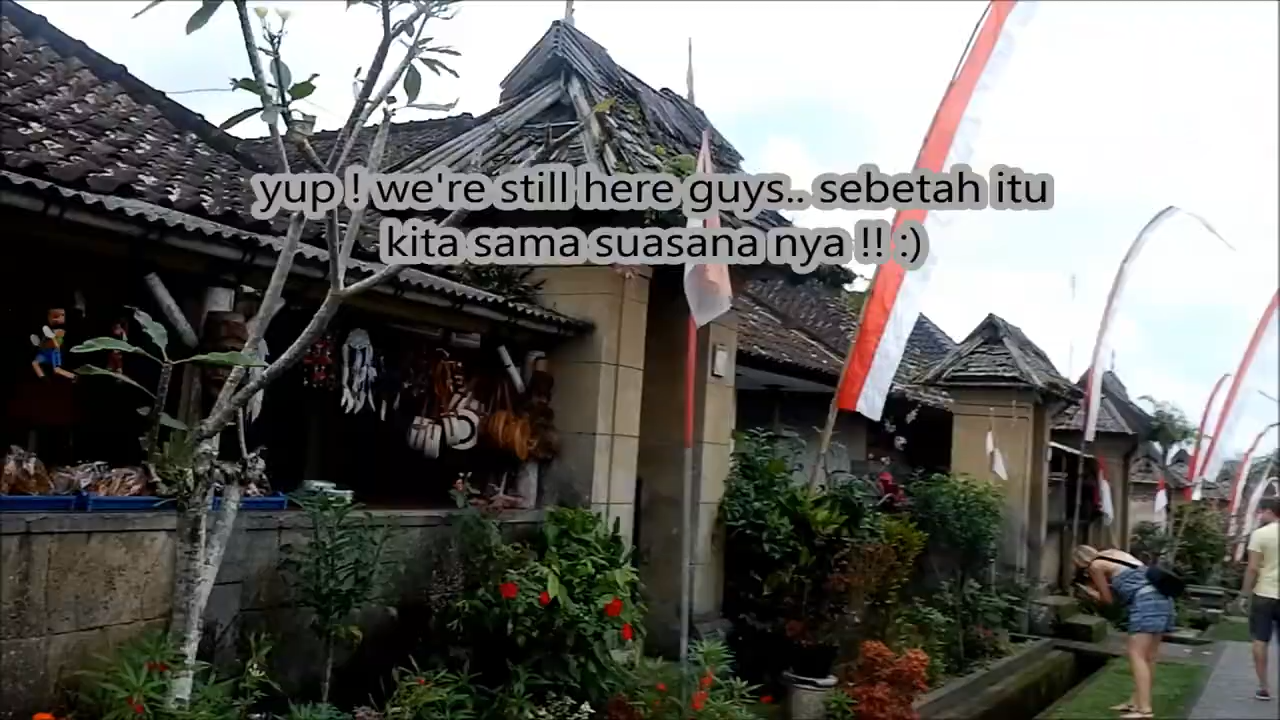 yup ! we're still here guys.. sebetah itu
kita sama suasana nya !! :)